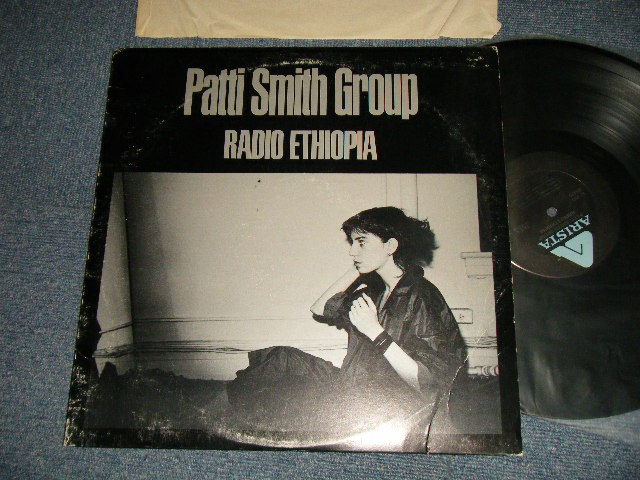 Patti Smith Group
RADIO ETHIOPIA
ARISTA